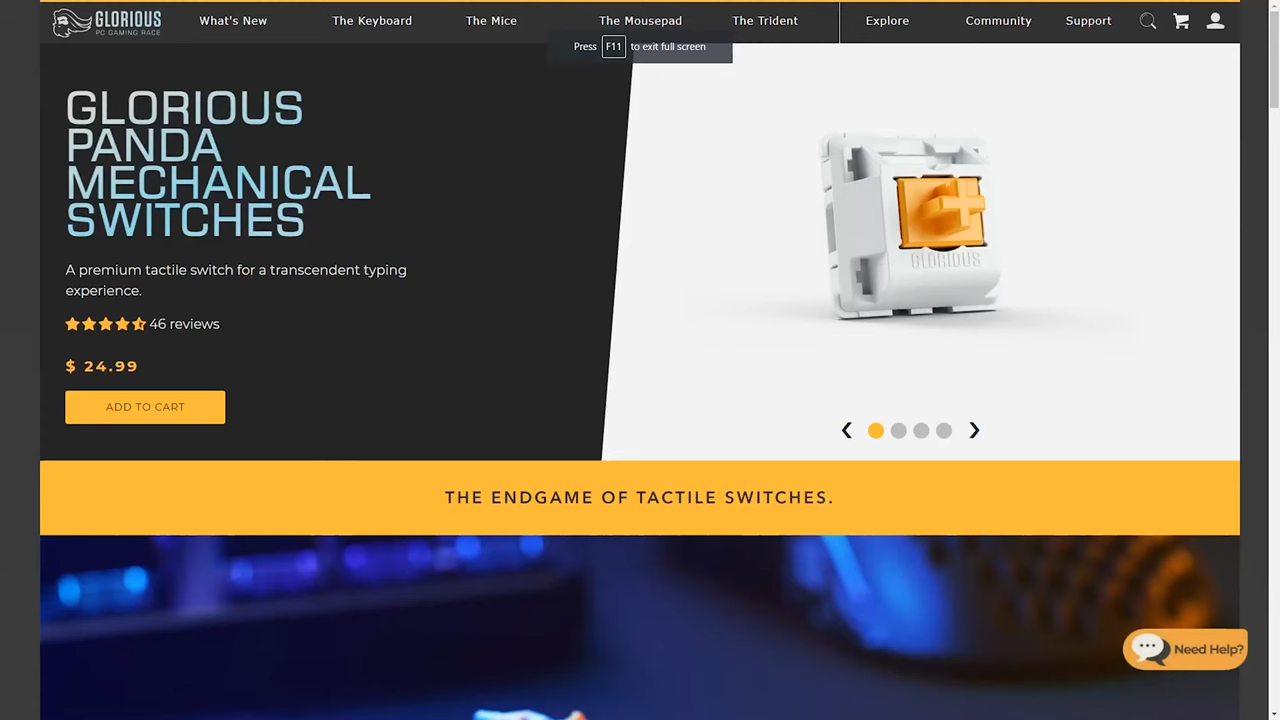 GLORIOUS
PC GAMING RACE
What's New
The Keyboard
The Mice
The Mousepad
The Trident
Explore
Community
Support
Press F11 to exit full screen
GLORIOUS
PANDA
MECHANICAL
SWITCHES
A premium tactile switch for a transcendent typing
experience.
46 reviews
$ 24.99
ADD TO CART
GLORIOUS
THE ENDGAME OF TACTILE SWITCHES.
Need Help?